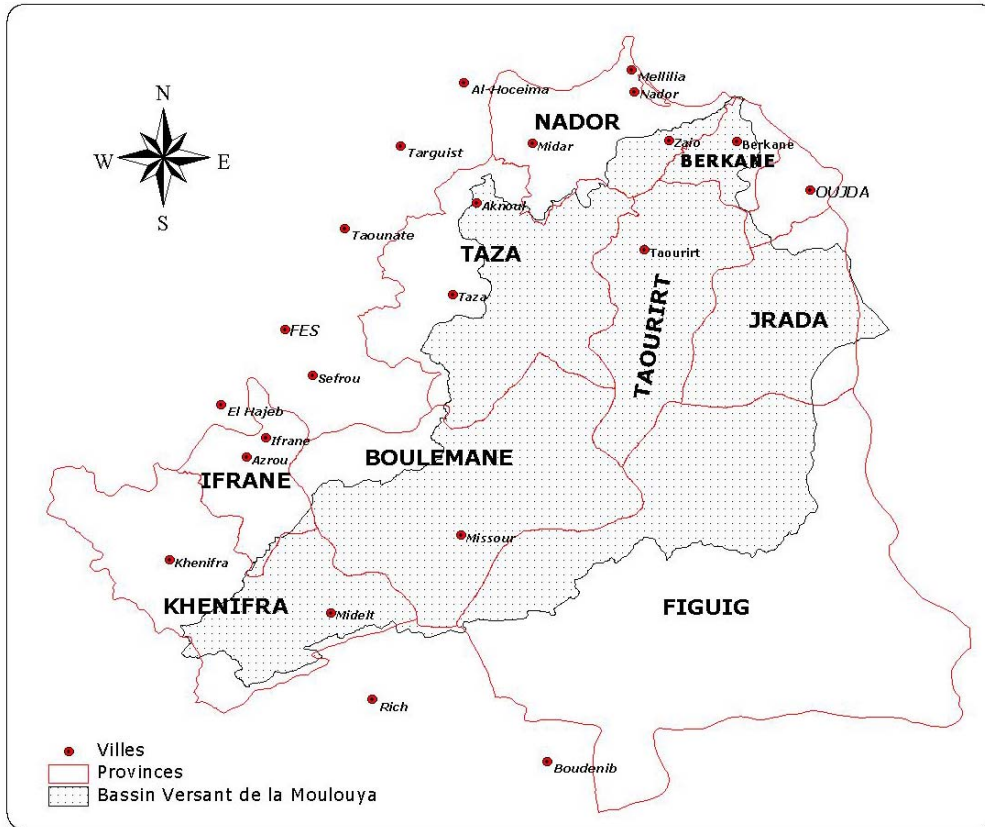 Mellilia
Al-Hoceima
Nador
N
NADOR
Zaio
Berkane
Midar
Targuist
W
E
BERKANE
OUJDA
S
Aknoul
Taounate
TAZA
Taourirt
Taza
JRADA
FES
TAOURIRT
Sefrou
El Hajeb
Ifrane
Azrou
BOULEMANE
IFRANE
Missour
Khenifra
KHENIFRA
Midelt
FIGUIG
Rich
Boudenib
Villes
Provinces
Bassin Versant de la Moulouya